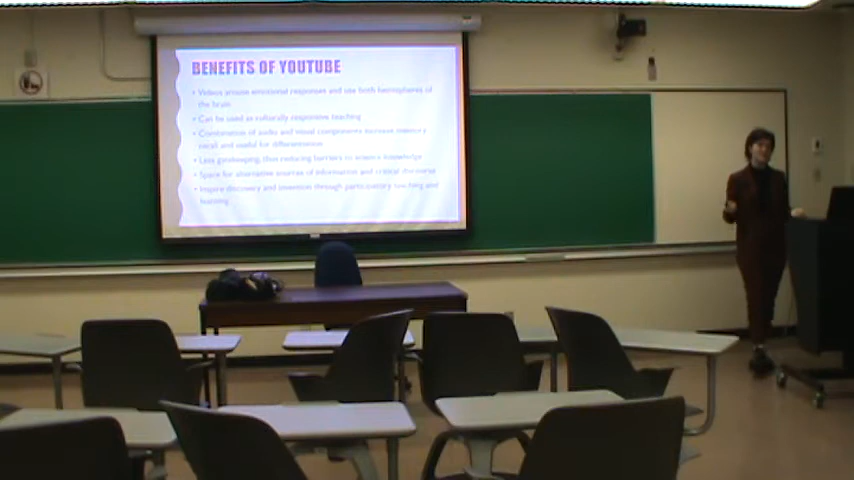 BENEFITS OF YOUTUBE
• Videos arouse emotional responses and use both hemispheres of
the brain
• Can be used as culturally responsive teaching
• Combination of audio and visual components increase memory
recall and useful for differentiation
• Less gatekeeping, thus reducing barriers to science knowledge
• Space for alternative sources of information and critical discourse
• Inspire discovery and invention through participatory teaching and
learning